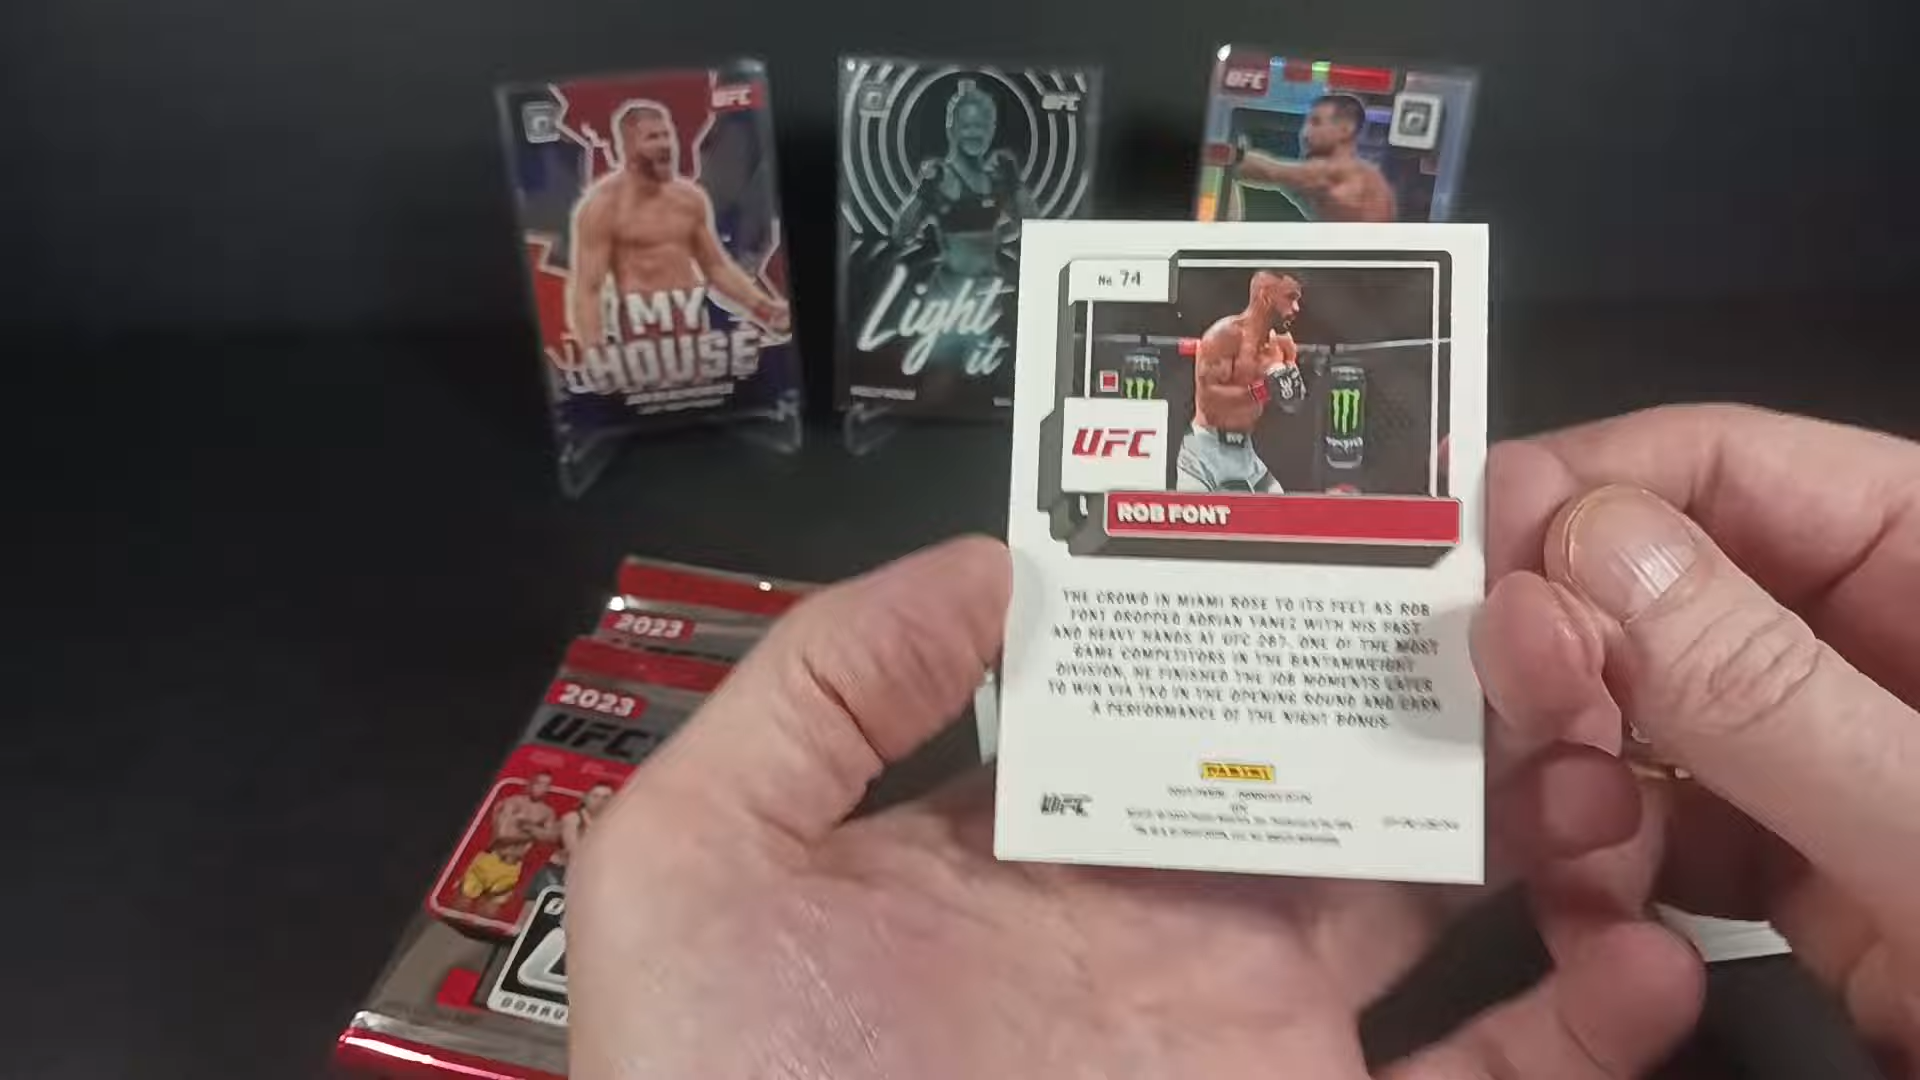 UFC
MY
HOUSE
UFC
Light
it
UFC
No. 74
UFC
ROB FONT
THE CROWD IN MIAMI ROSE TO ITS FEET AS ROB
FONT DROPPED ADRIAN YANEZ WITH HIS FAST
AND HEAVY HANDS AT UFC 287. ONE OF THE MOST
GAME COMPETITORS IN THE BANTAMWEIGHT
DIVISION, HE FINISHED THE JOB MOMENTS LATER
TO WIN VIA TKO IN THE OPENING ROUND AND EARN
A PERFORMANCE OF THE NIGHT BONUS.
PANINI
UFC
2023
2023
UFC